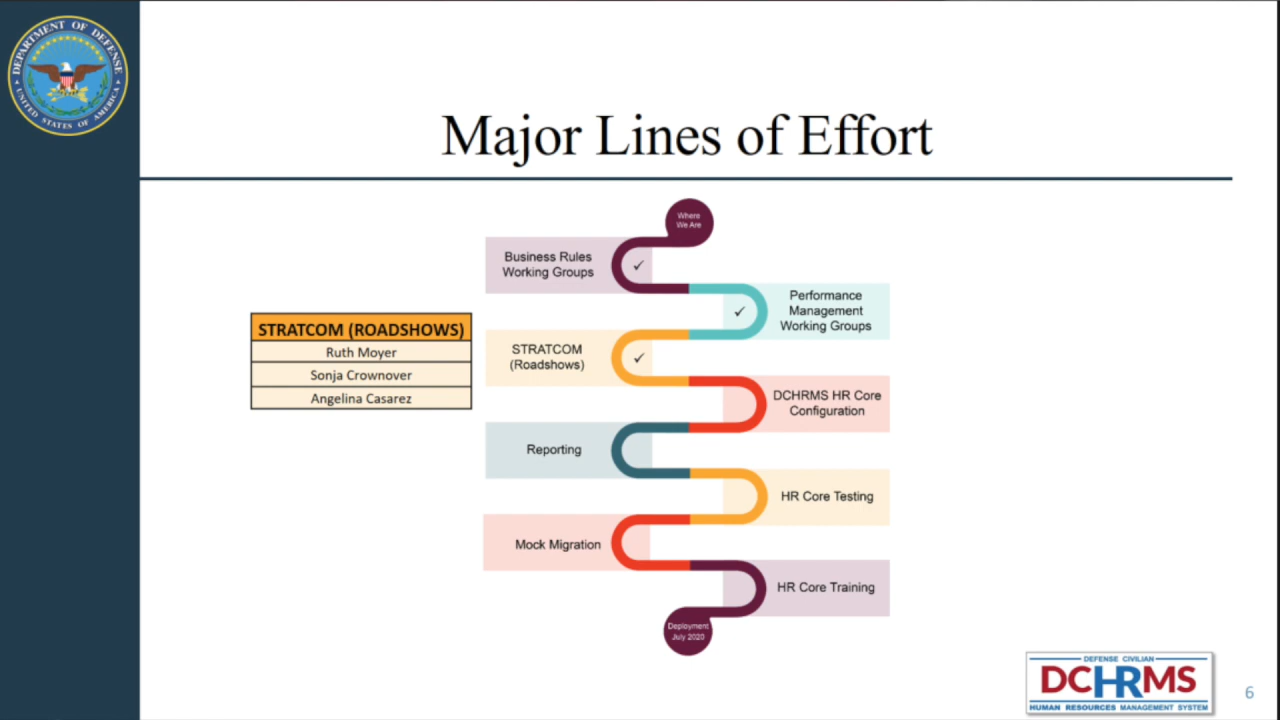 DEPARTMENT OF DEFENSE
UNITED STATES OF AMERICA
Major Lines of Effort
Where
We Are
Business Rules
Working Groups
✓
Performance
Management
Working Groups
✓
STRATCOM (ROADSHOWS)
Ruth Moyer
Sonja Crownover
Angelina Casarez
STRATCOM
(Roadshows)
✓
DCHRMS HR Core
Configuration
Reporting
HR Core Testing
Mock Migration
HR Core Training
Deployment
July 2020
DEFENSE CIVILIAN
DCHRMS
HUMAN RESOURCES MANAGEMENT SYSTEM
6